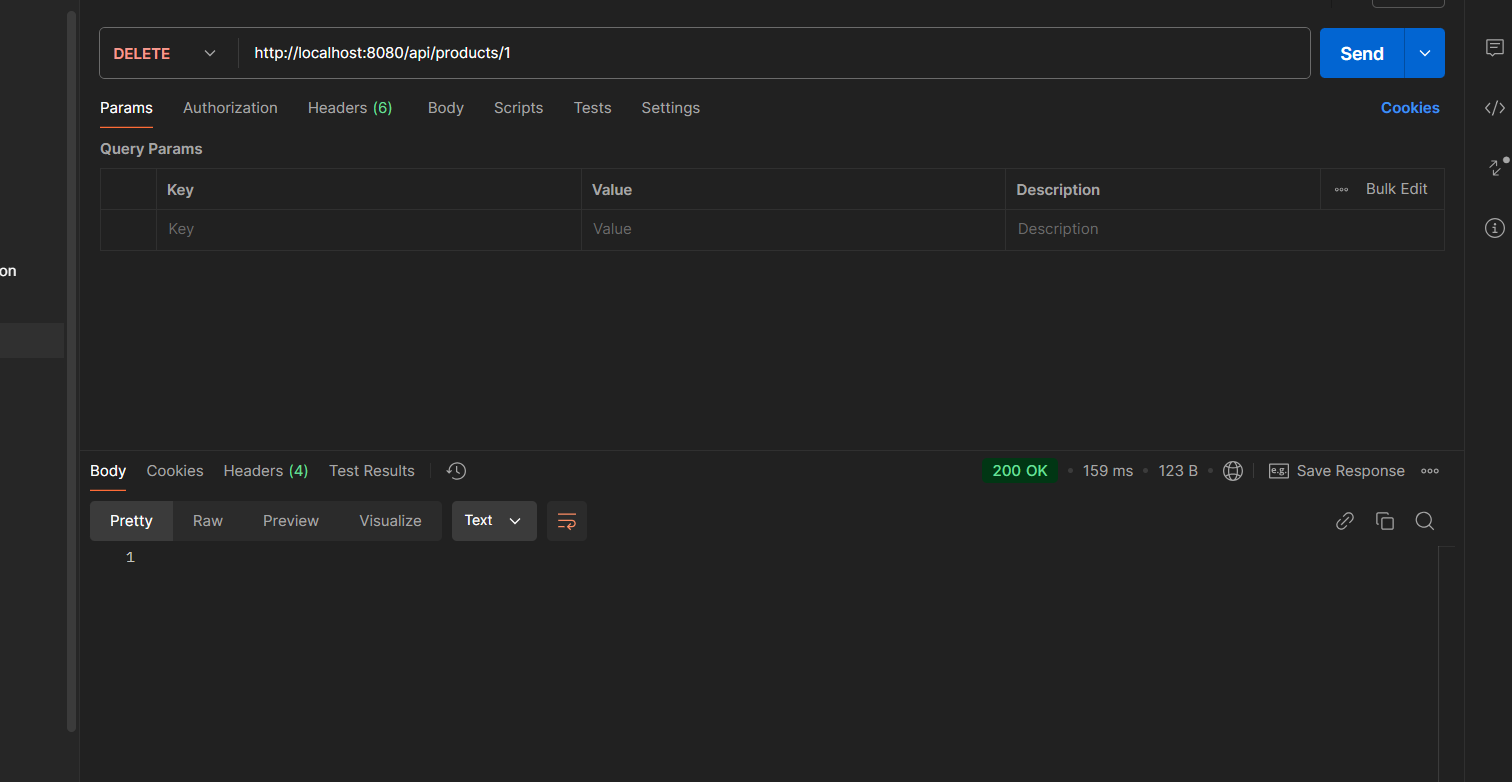 DELETE http://localhost:8080/api/products/1 Send
Params Authorization Headers (6) Body Scripts Tests Settings Cookies
Query Params
Key Value Description Bulk Edit
Key Value Description
on
Body Cookies Headers (4) Test Results 200 OK • 159 ms • 123 B • e.g. Save Response
Pretty Raw Preview Visualize Text
1